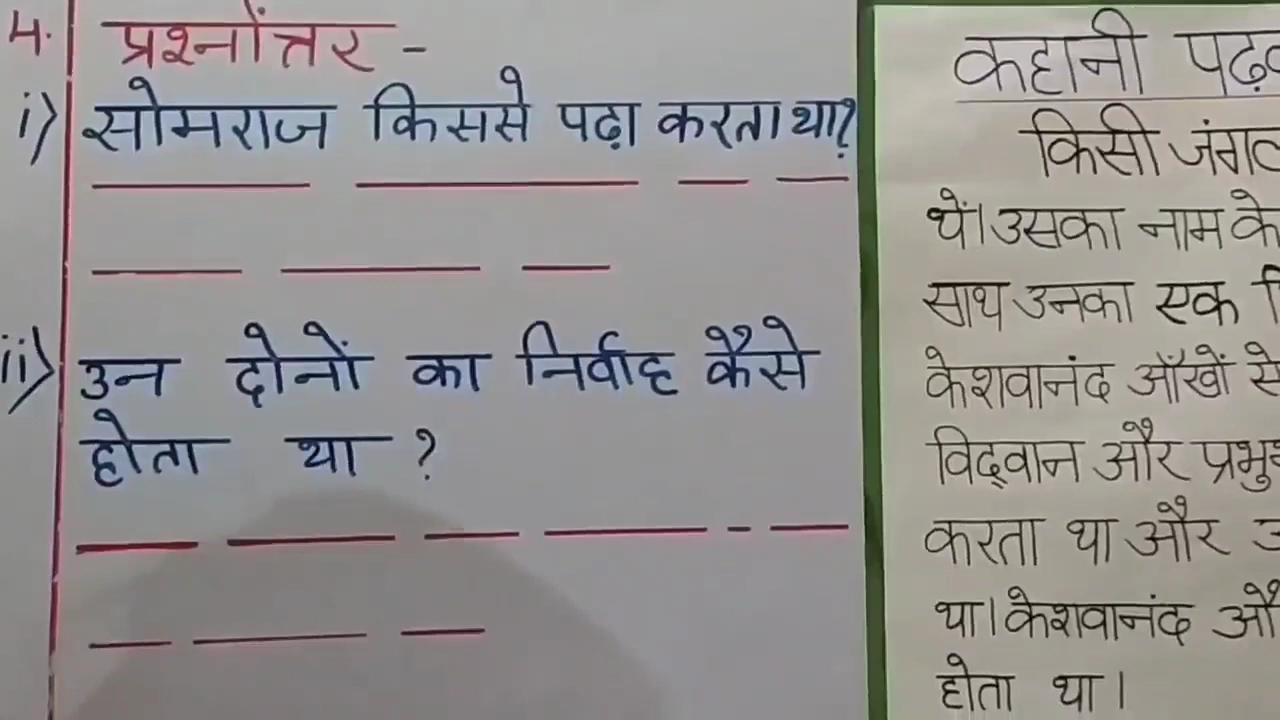 4. प्रश्नोंत्तर -
i) सोमराज किससे पढ़ा करता था?
ii) उन दोनों का निर्वाह कैसे
होता था ?
कहानी
किसी
थें। उसका नाम
साथ उनका एक
केशवानंद आँखों से
विद्वान और
करता था और
था। केशवानंद
होता था।